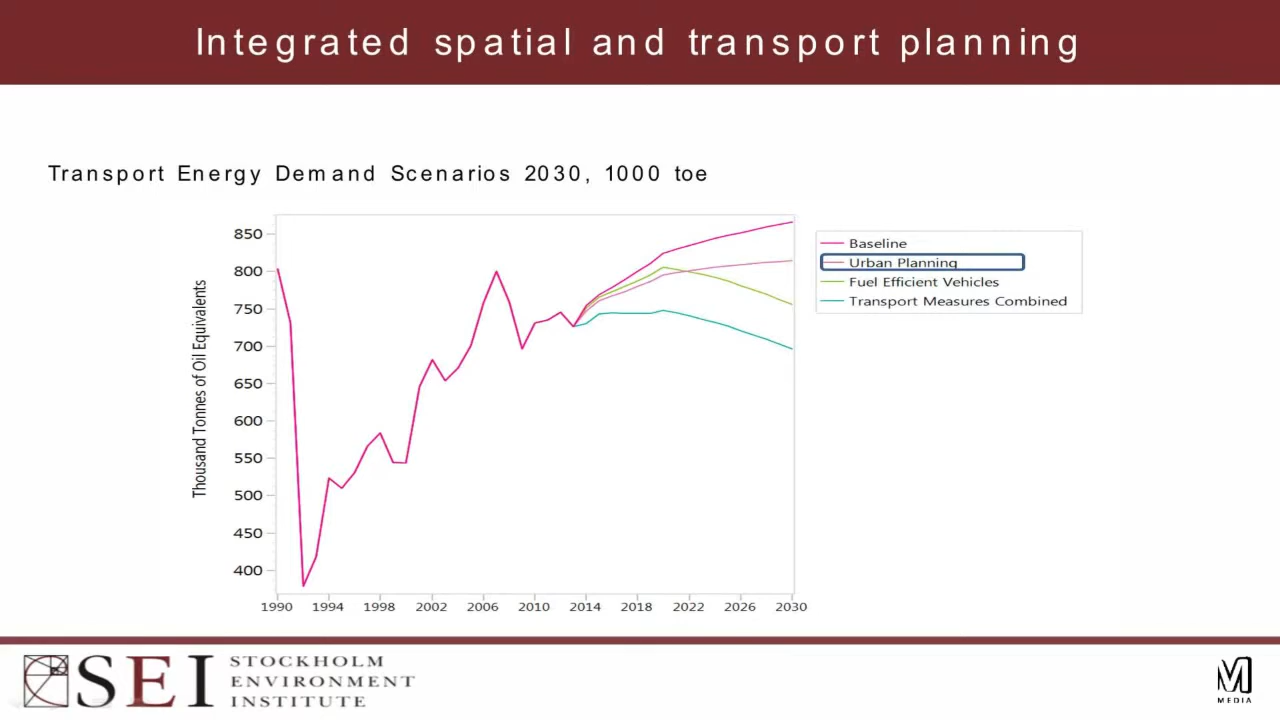 Integrated spatial and transport planning
Transport Energy Demand Scenarios 2030, 1000 toe
Thousand Tonnes of Oil Equivalents
850
800
750
700
650
600
550
500
450
400
1990 1994 1998 2002 2006 2010 2014 2018 2022 2026 2030
Baseline
Urban Planning
Fuel Efficient Vehicles
Transport Measures Combined
SEI
STOCKHOLM
ENVIRONMENT
INSTITUTE
M
MEDIA